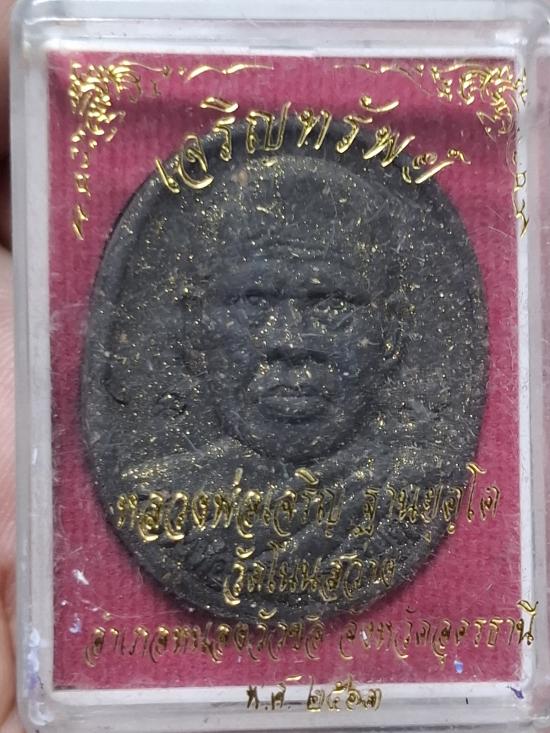 เจริญทรัพย์
หลวงพ่อเจริญ ฐานยุตฺโต
วัดโนนสว่าง
อำเภอหนองวัวซอ จังหวัดอุดรธานี
พ.ศ. ๒๕๖๓